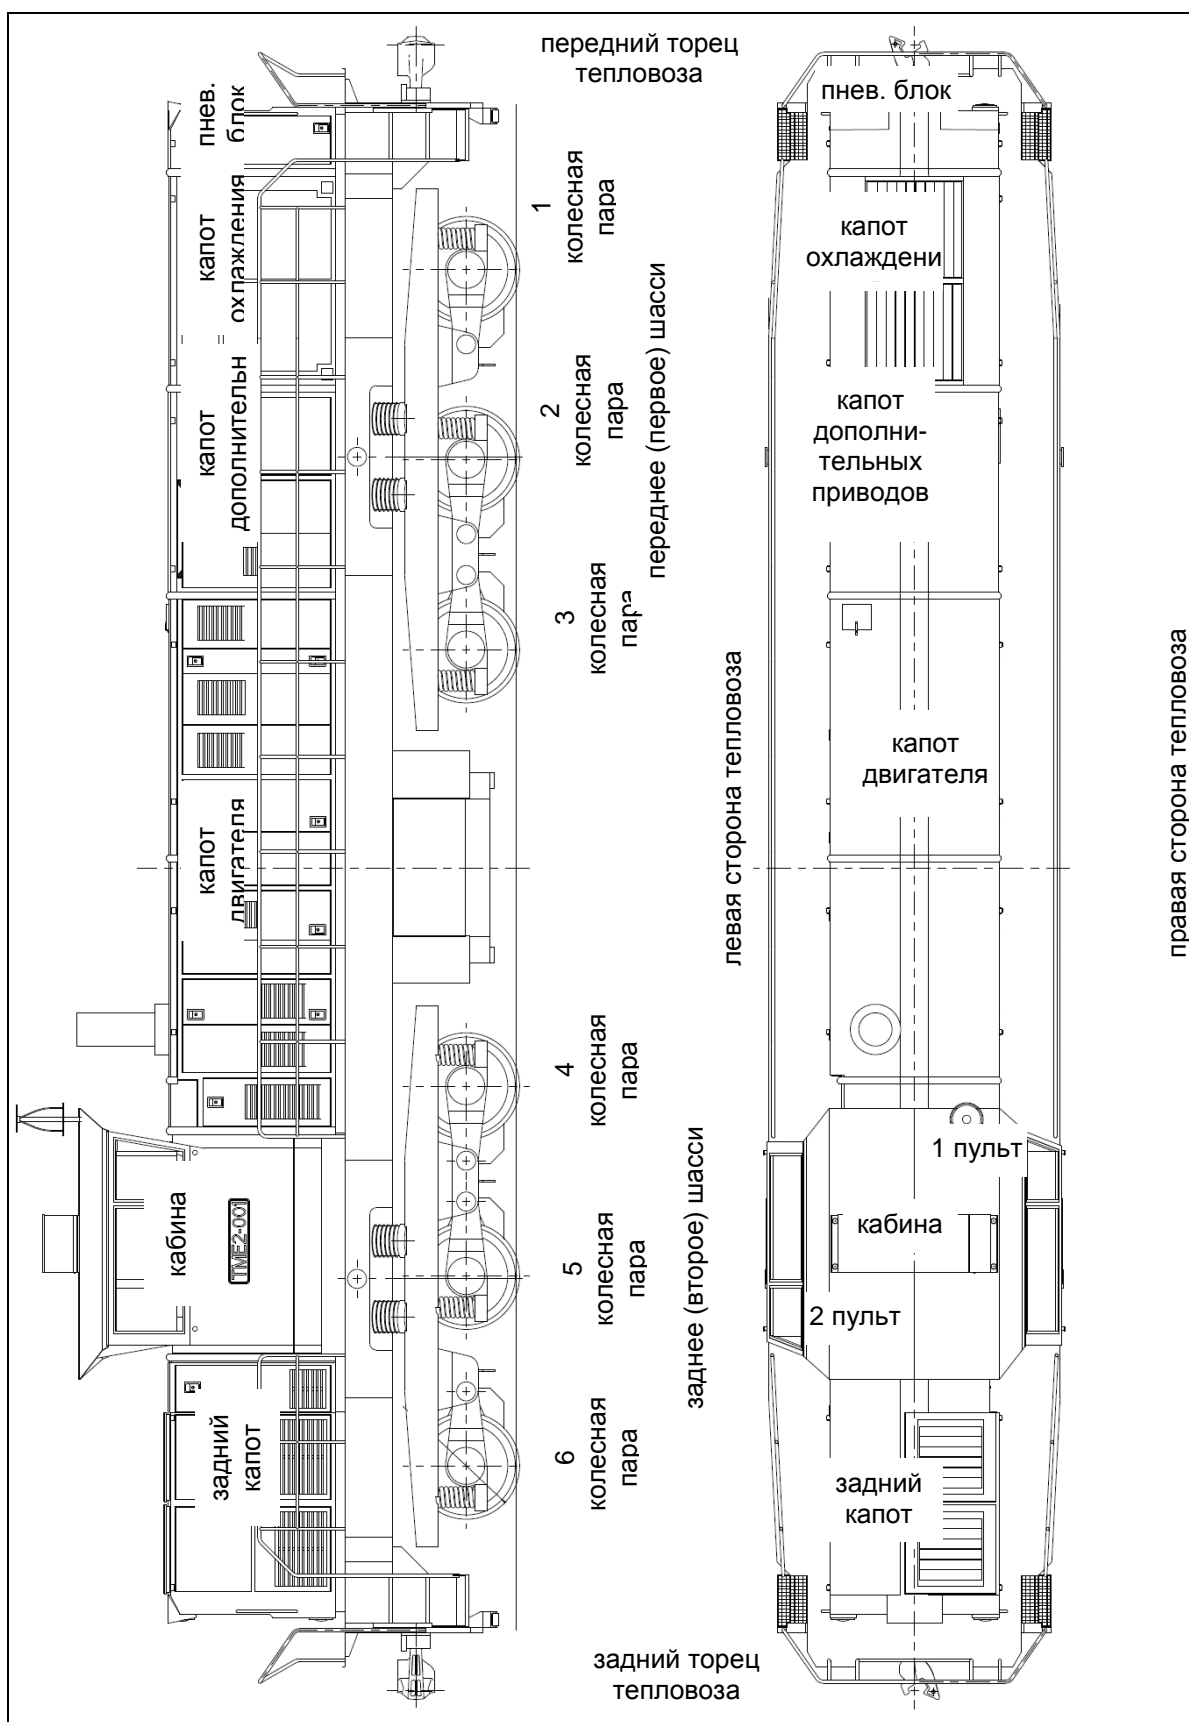 передний торец
тепловоза
пнев.
блок
капот
охлаждения
капот
дополнительн
капот
двигателя
кабина
ТМЕ2-001
задний
капот
1
колесная
пара
2
колесная
пара
3
колесная
пара
переднее (первое) шасси
4
колесная
пара
5
колесная
пара
6
колесная
пара
заднее (второе) шасси
задний торец
тепловоза
левая сторона тепловоза
пнев. блок
капот
охлаждени
капот
дополни-
тельных
приводов
капот
двигателя
1 пульт
кабина
2 пульт
задний
капот
правая сторона тепловоза